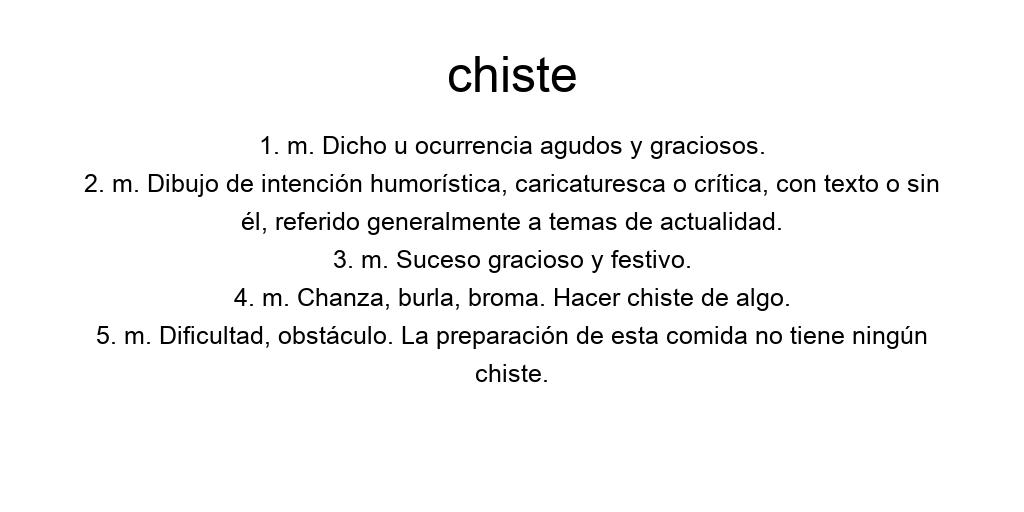 chiste
1. m. Dicho u ocurrencia agudos y graciosos.
2. m. Dibujo de intención humorística, caricaturesca o crítica, con texto o sin
él, referido generalmente a temas de actualidad.
3. m. Suceso gracioso y festivo.
4. m. Chanza, burla, broma. Hacer chiste de algo.
5. m. Dificultad, obstáculo. La preparación de esta comida no tiene ningún
chiste.